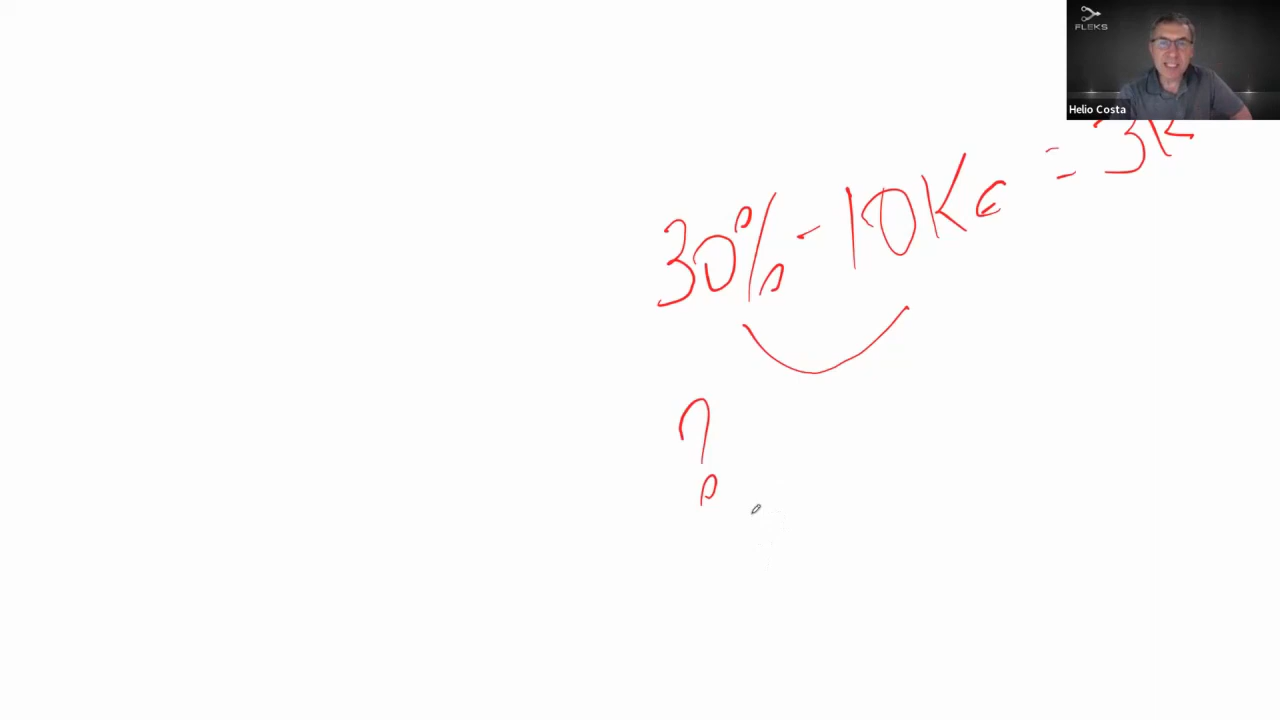 FLEKS
Helio Costa
30% - 10K€ = 3K
?